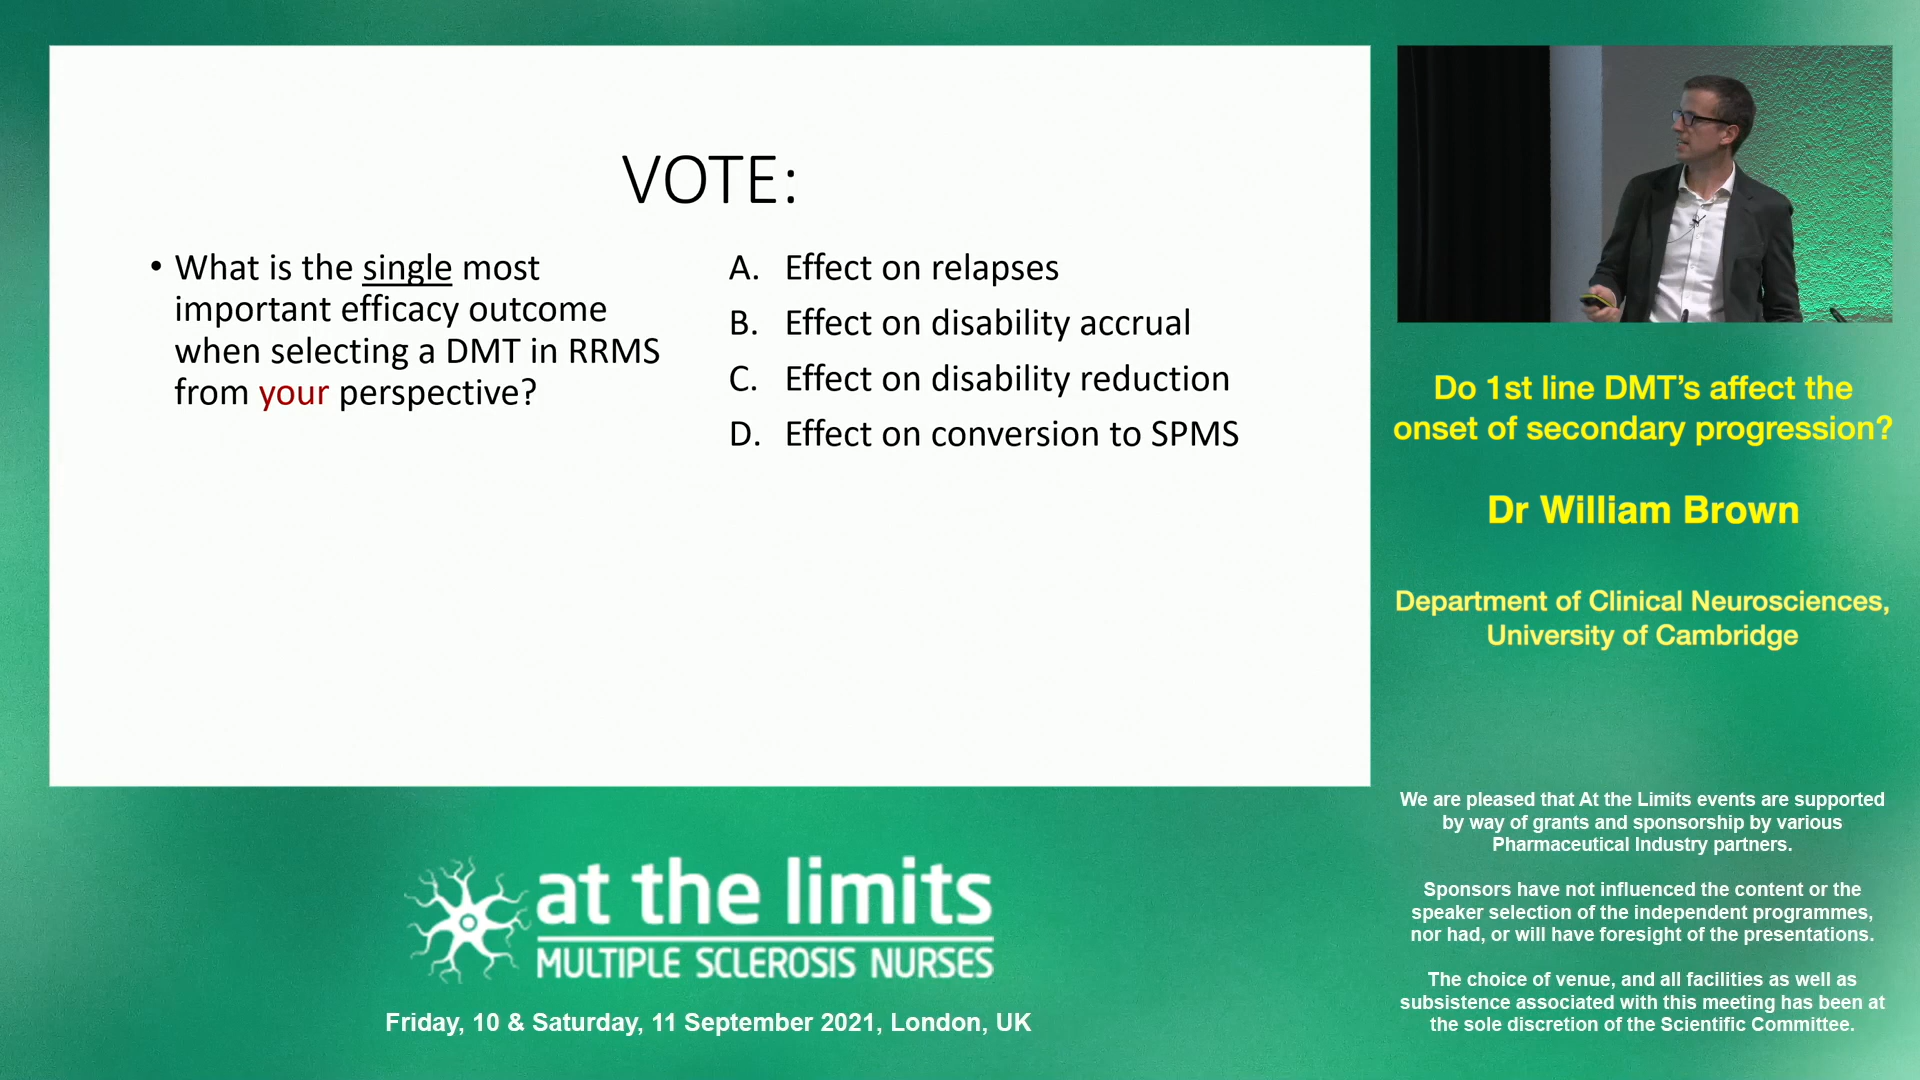 VOTE:
• What is the single most
important efficacy outcome
when selecting a DMT in RRMS
from your perspective?
A. Effect on relapses
B. Effect on disability accrual
C. Effect on disability reduction
D. Effect on conversion to SPMS
Do 1st line DMT’s affect the
onset of secondary progression?
Dr William Brown
Department of Clinical Neurosciences,
University of Cambridge
We are pleased that At the Limits events are supported
by way of grants and sponsorship by various
Pharmaceutical Industry partners.
Sponsors have not influenced the content or the
speaker selection of the independent programmes,
nor had, or will have foresight of the presentations.
The choice of venue, and all facilities as well as
subsistence associated with this meeting has been at
the sole discretion of the Scientific Committee.
at the limits
MULTIPLE SCLEROSIS NURSES
Friday, 10 & Saturday, 11 September 2021, London, UK